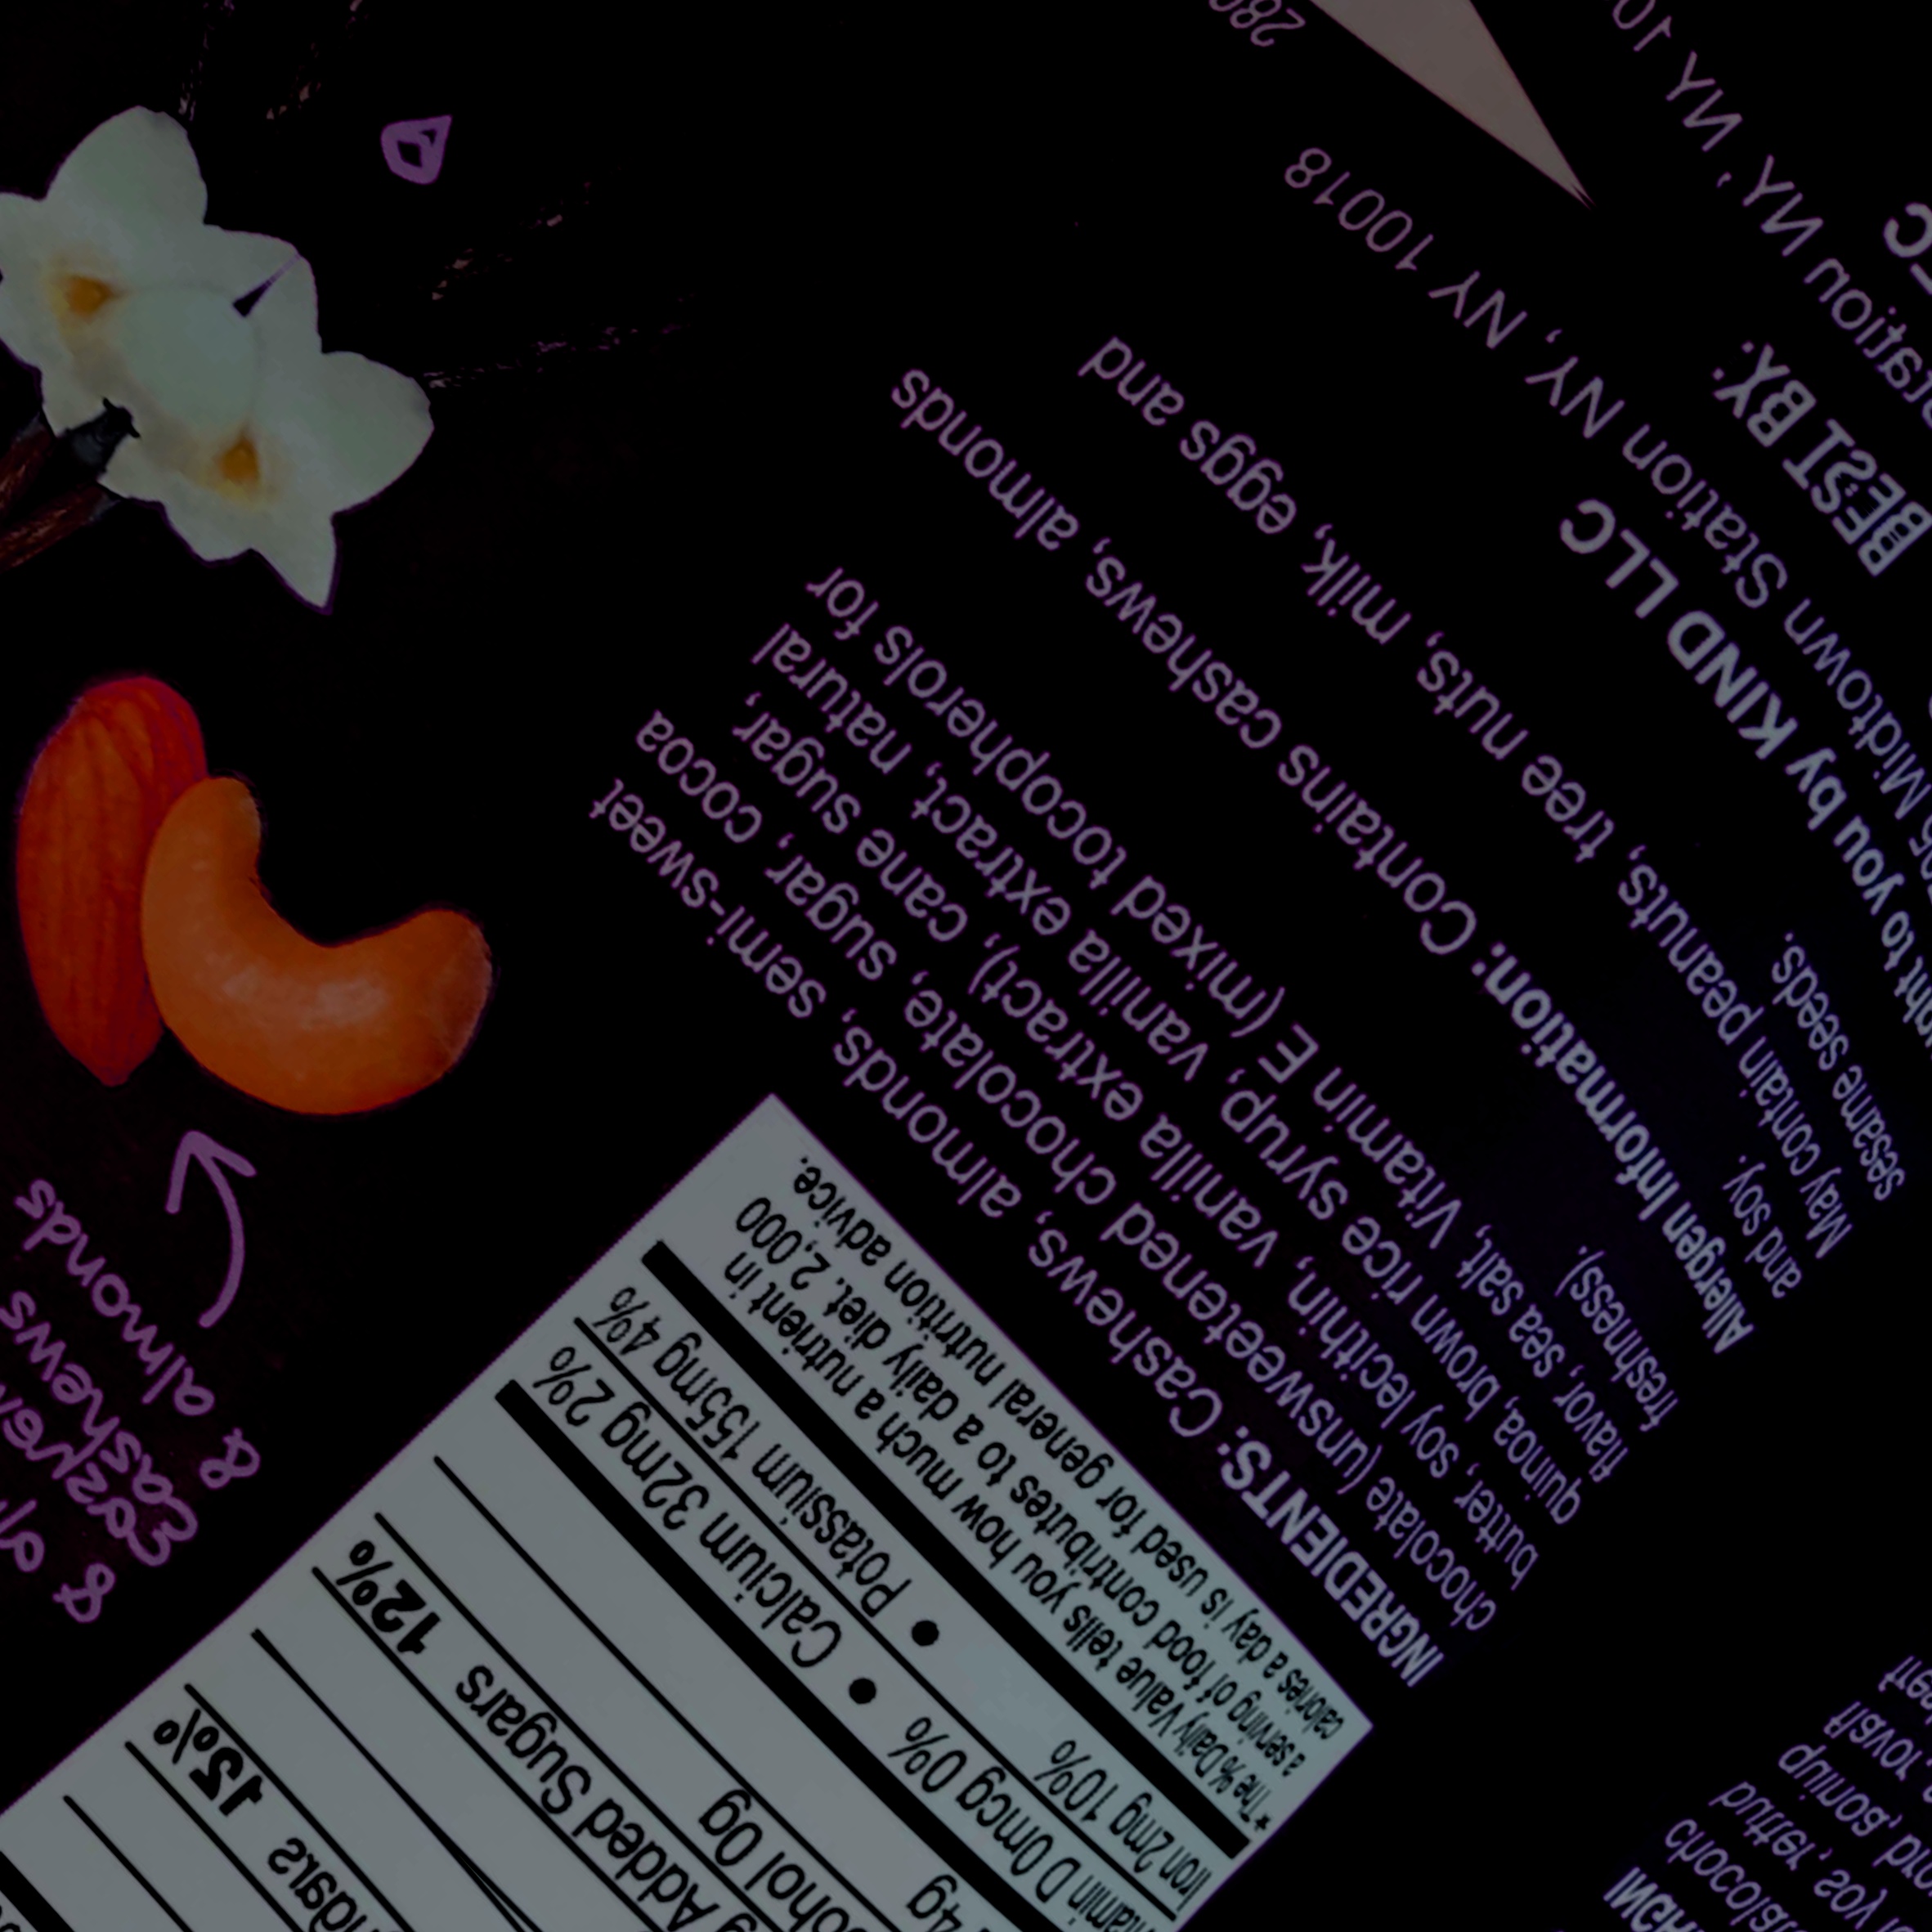 12%
Added Sugars 12%
0g
4g
Vitamin D 0mcg 0% • Calcium 32mg 2%
Iron 2mg 10% • Potassium 155mg 4%
* The % Daily Value tells you how much a nutrient in
a serving of food contributes to a daily diet. 2,000
calories a day is used for general nutrition advice.
INGREDIENTS: Cashews, almonds, semi-sweet
chocolate (unsweetened chocolate, sugar, cocoa
butter, soy lecithin, vanilla extract), cane sugar,
quinoa, brown rice syrup, vanilla extract, natural
flavor, sea salt, Vitamin E (mixed tocopherols for
freshness).
Allergen Information: Contains cashews, almonds
and soy.
May contain peanuts, tree nuts, milk, eggs and
sesame seeds.
to you by KIND LLC
Midtown Station NY, NY 10018
BEST BY:
cashews
& almonds
&